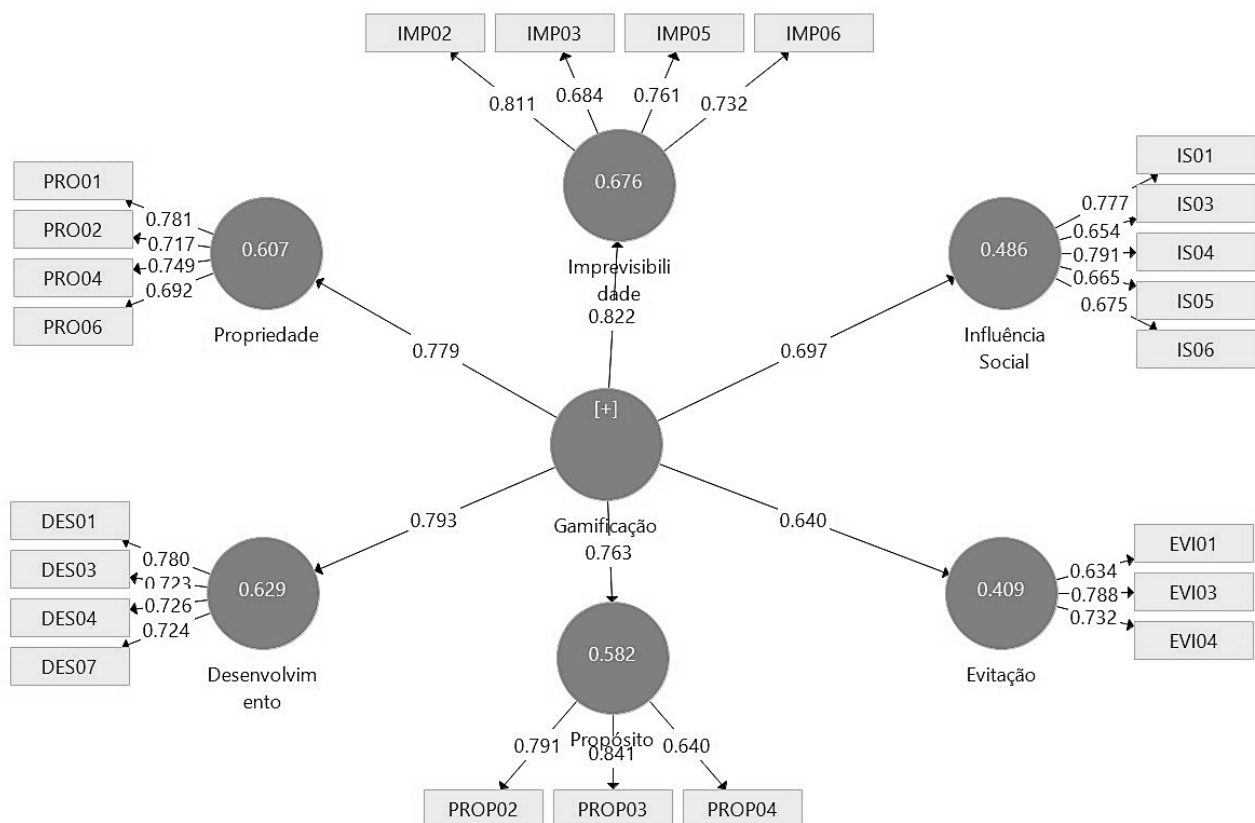 IMP02 IMP03 IMP05 IMP06
0.811 0.684 0.761 0.732
0.676
Imprevisibili
dade
0.822
PRO01
PRO02
PRO04
PRO06
0.781
0.717
0.749
0.692
0.607
Propriedade
0.779
IS01
IS03
IS04
IS05
IS06
0.777
0.654
0.791
0.665
0.675
0.486
Influência
Social
0.697
[+]
Gamificação
DES01
DES03
DES04
DES07
0.780
0.723
0.726
0.724
0.629
Desenvolvim
ento
0.793
0.763
0.582
Propósito
0.791 0.841 0.640
PROP02 PROP03 PROP04
0.640
0.409
Evitação
0.634
0.788
0.732
EVI01
EVI03
EVI04